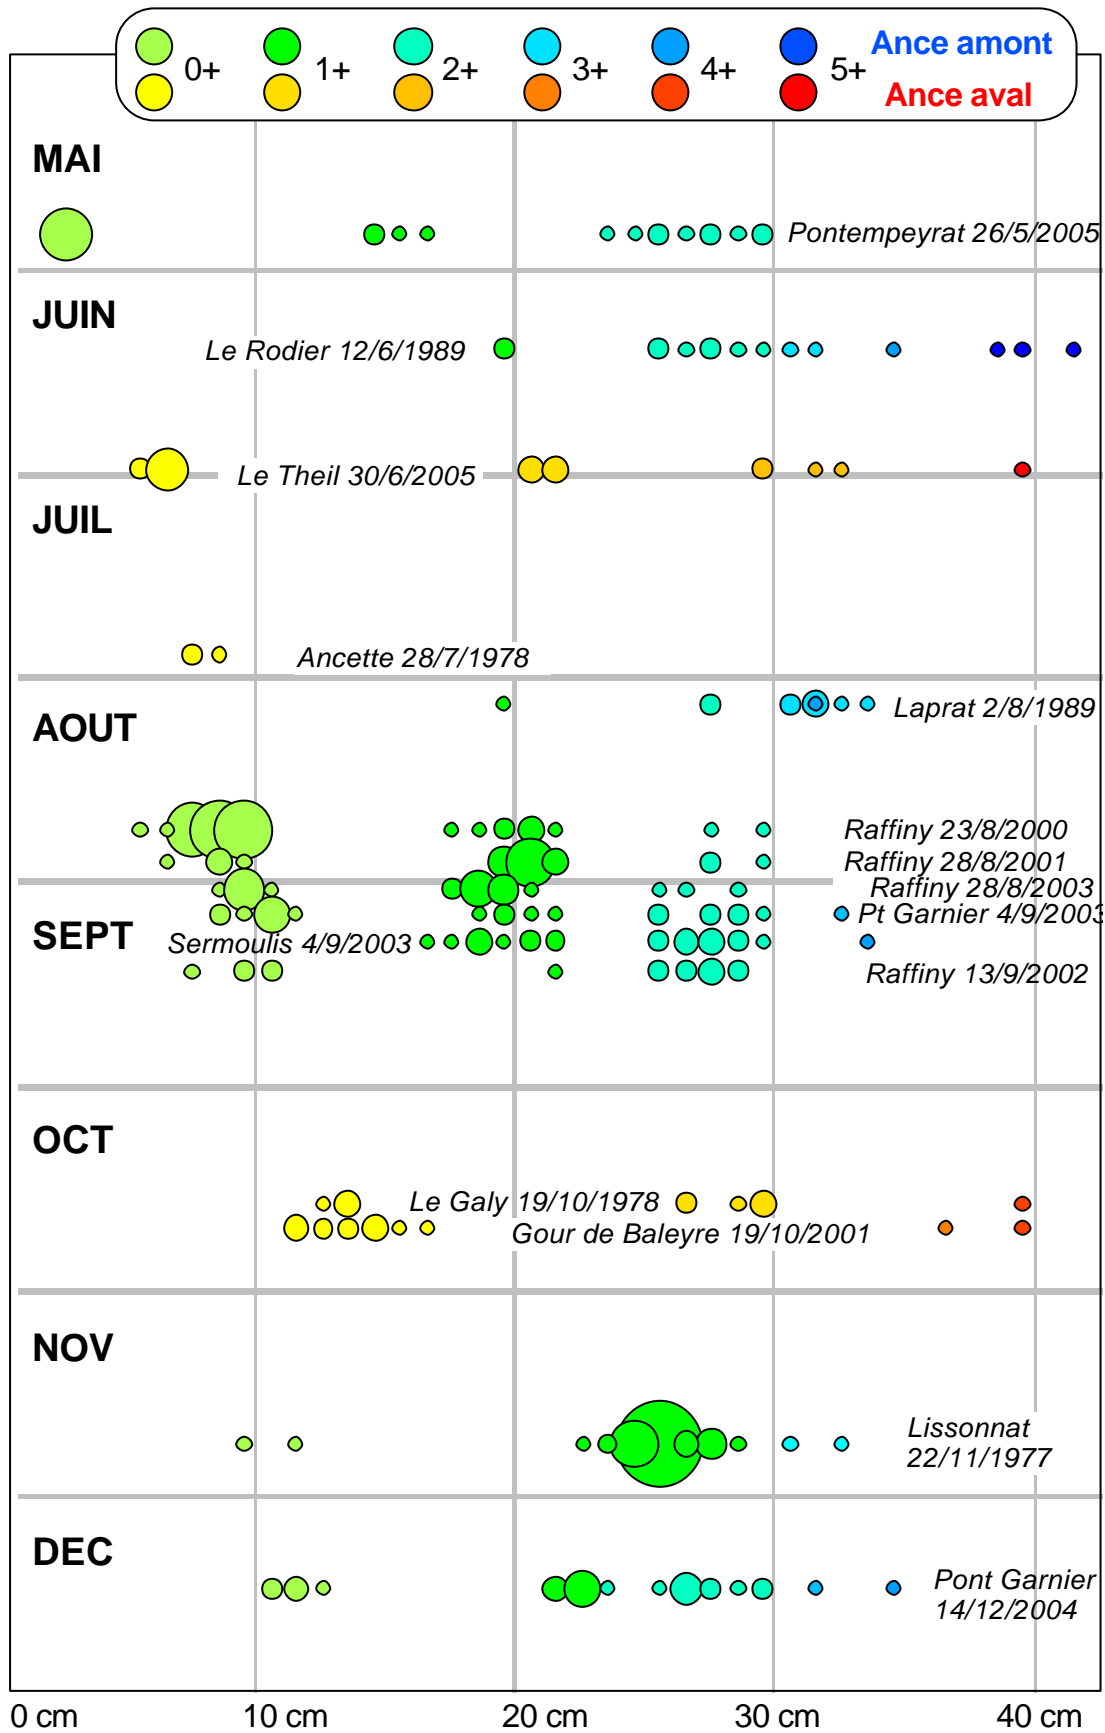 0+ 1+ 2+ 3+ 4+ 5+
Ance amont
Ance aval
MAI
Pontempeyrat 26/5/2005
JUIN
Le Rodier 12/6/1989
Le Theil 30/6/2005
JUIL
Ancette 28/7/1978
AOUT
Laprat 2/8/1989
Raffiny 23/8/2000
Raffiny 28/8/2001
Raffiny 28/8/2003
Pt Garnier 4/9/2003
SEPT
Sermoulis 4/9/2003
Raffiny 13/9/2002
OCT
Le Galy 19/10/1978
Gour de Baleyre 19/10/2001
NOV
Lissonnat
22/11/1977
DEC
Pont Garnier
14/12/2004
0 cm 10 cm 20 cm 30 cm 40 cm